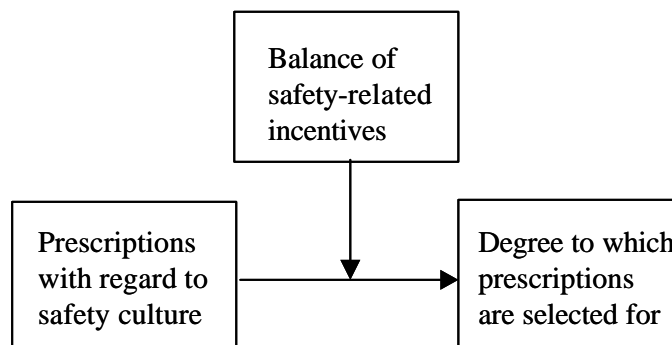 Balance of
safety-related
incentives
Prescriptions
with regard to
safety culture
Degree to which
prescriptions
are selected for